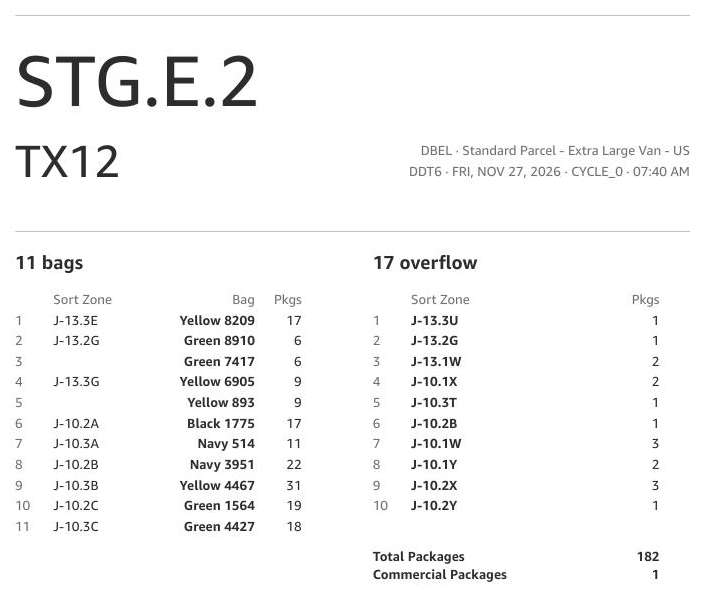 STG.E.2
TX12
DBEL · Standard Parcel - Extra Large Van - US
DDT6 · FRI, NOV 27, 2026 · CYCLE_0 · 07:40 AM
11 bags
Sort Zone Bag Pkgs
1 J-13.3E Yellow 8209 17
2 J-13.2G Green 8910 6
3 Green 7417 6
4 J-13.3G Yellow 6905 9
5 Yellow 893 9
6 J-10.2A Black 1775 17
7 J-10.3A Navy 514 11
8 J-10.2B Navy 3951 22
9 J-10.3B Yellow 4467 31
10 J-10.2C Green 1564 19
11 J-10.3C Green 4427 18
17 overflow
Sort Zone Pkgs
1 J-13.3U 1
2 J-13.2G 1
3 J-13.1W 2
4 J-10.1X 2
5 J-10.3T 1
6 J-10.2B 1
7 J-10.1W 3
8 J-10.1Y 2
9 J-10.2X 3
10 J-10.2Y 1
Total Packages 182
Commercial Packages 1